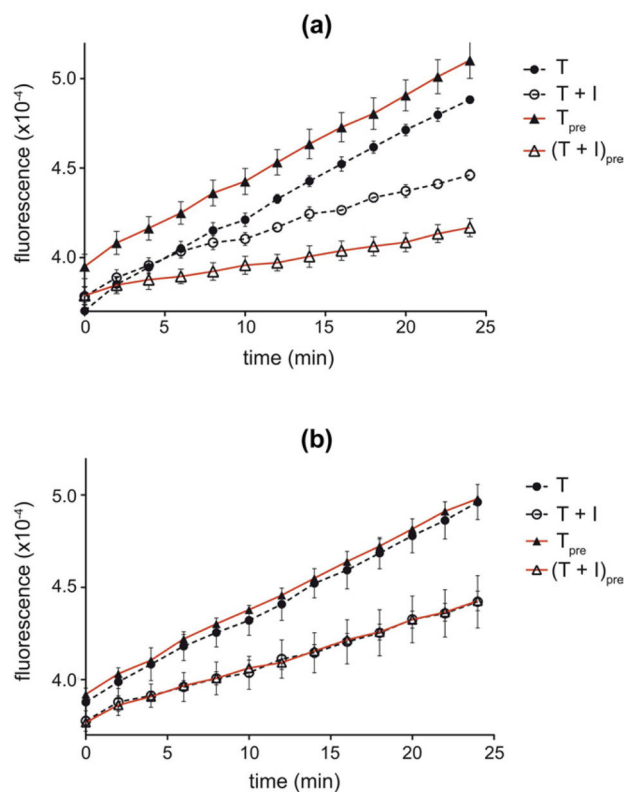 (a)
fluorescence (x10⁻⁴)
5.0
4.5
4.0
0
5
10
15
20
25
time (min)
T
T + I
Tpre
(T + I)pre
(b)
fluorescence (x10⁻⁴)
5.0
4.5
4.0
0
5
10
15
20
25
time (min)
T
T + I
Tpre
(T + I)pre